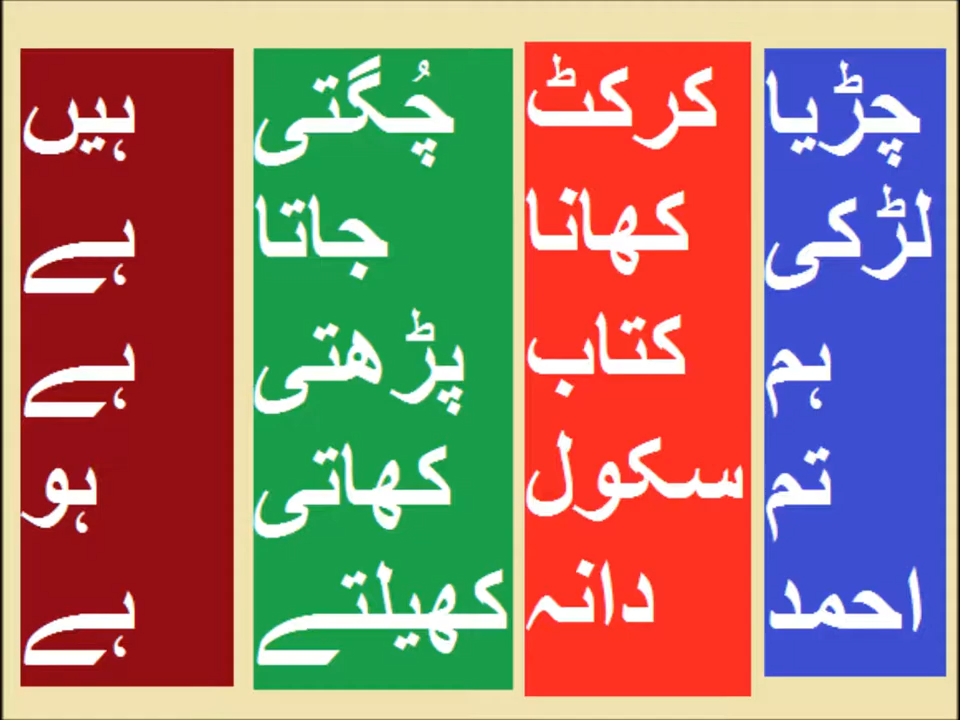 چڑیا کرکٹ چُگتی ہیں
لڑکی کھانا جاتا ہے
ہم کتاب پڑھتی ہے
تم سکول کھاتی ہو
احمد دانہ کھیلتے ہے